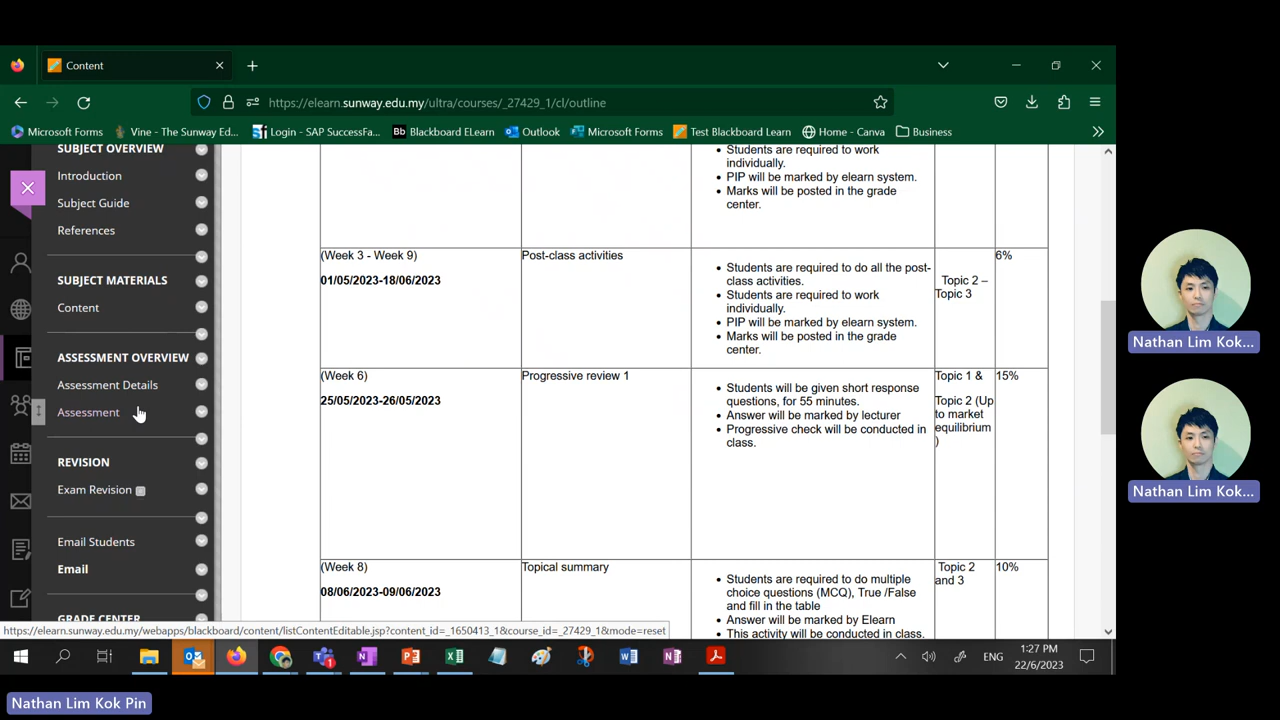 Content
https://elearn.sunway.edu.my/ultra/courses/_27429_1/cl/outline
Microsoft Forms
Vine - The Sunway Ed...
Login - SAP SuccessFa...
Bb Blackboard ELearn
Outlook
Microsoft Forms
Test Blackboard Learn
Home - Canva
Business
SUBJECT OVERVIEW
Introduction
Subject Guide
References
SUBJECT MATERIALS
Content
ASSESSMENT OVERVIEW
Assessment Details
Assessment
REVISION
Exam Revision
Email Students
Email
GRADE CENTER
Students are required to work
individually.
PIP will be marked by elearn system.
Marks will be posted in the grade
center.
(Week 3 - Week 9)
01/05/2023-18/06/2023
Post-class activities
Students are required to do all the post-
class activities.
Students are required to work
individually.
PIP will be marked by elearn system.
Marks will be posted in the grade
center.
Topic 2 –
Topic 3
6%
(Week 6)
25/05/2023-26/05/2023
Progressive review 1
Students will be given short response
questions, for 55 minutes.
Answer will be marked by lecturer
Progressive check will be conducted in
class.
Topic 1 &
Topic 2 (Up
to market
equilibrium
)
15%
(Week 8)
08/06/2023-09/06/2023
Topical summary
Students are required to do multiple
choice questions (MCQ), True /False
and fill in the table
Answer will be marked by Elearn
This activity will be conducted in class.
Topic 2
and 3
10%
https://elearn.sunway.edu.my/webapps/blackboard/content/listContentEditable.jsp?content_id=_1650413_1&course_id=_27429_1&mode=reset
ENG
1:27 PM
22/6/2023
Nathan Lim Kok...
Nathan Lim Kok...
Nathan Lim Kok Pin